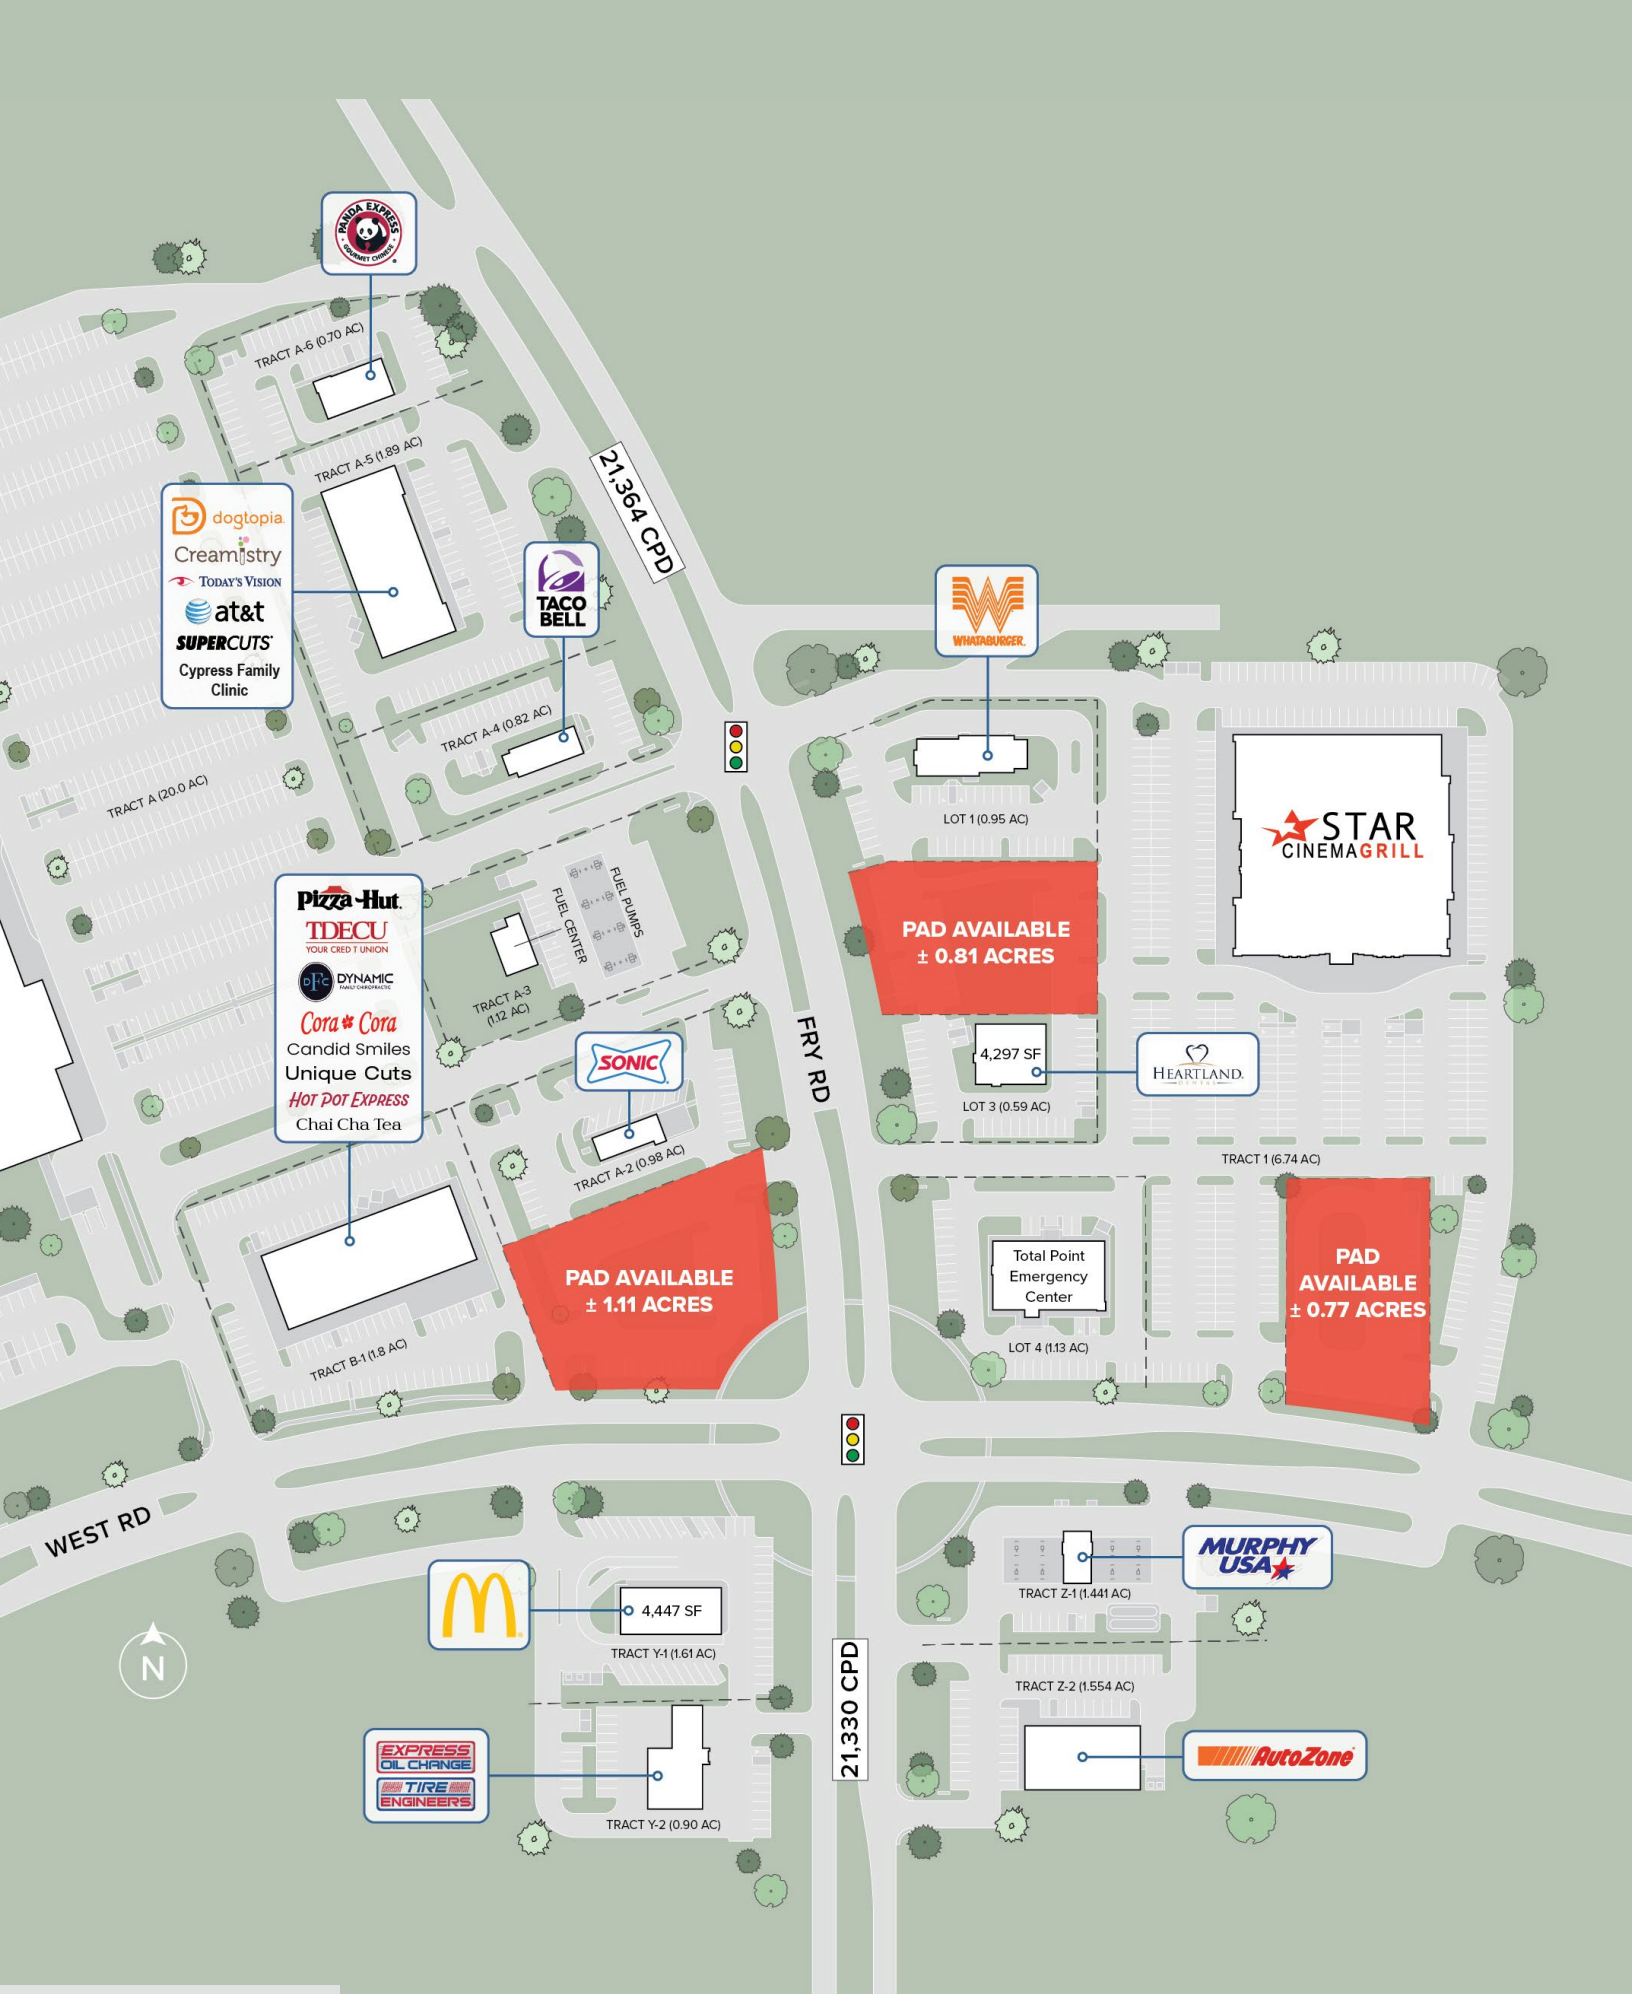 PANDA EXPRESS
GOURMET CHINESE
TRACT A-6 (0.70 AC)
TRACT A-5 (1.89 AC)
21,364 CPD
dogtopia
Creamistry
TODAY'S VISION
at&t
SUPERCUTS
Cypress Family
Clinic
TACO
BELL
WHATABURGER
TRACT A-4 (0.82 AC)
TRACT A (20.0 AC)
LOT 1 (0.95 AC)
STAR
CINEMAGRILL
Pizza Hut
TDECU
YOUR CREDIT UNION
DFC DYNAMIC
FAMILY CHIROPRACTIC
Cora Cora
Candid Smiles
Unique Cuts
HOT POT EXPRESS
Chai Cha Tea
FUEL CENTER
FUEL PUMPS
TRACT A-3
(1.12 AC)
PAD AVAILABLE
± 0.81 ACRES
FRY RD
4,297 SF
HEARTLAND
DENTAL
LOT 3 (0.59 AC)
SONIC
TRACT A-2 (0.98 AC)
TRACT 1 (6.74 AC)
PAD AVAILABLE
± 1.11 ACRES
Total Point
Emergency
Center
LOT 4 (1.13 AC)
PAD
AVAILABLE
± 0.77 ACRES
TRACT B-1 (1.8 AC)
WEST RD
MURPHY
USA
TRACT Z-1 (1.441 AC)
4,447 SF
TRACT Y-1 (1.61 AC)
N
21,330 CPD
TRACT Z-2 (1.554 AC)
EXPRESS
OIL CHANGE
TIRE
ENGINEERS
AutoZone
TRACT Y-2 (0.90 AC)